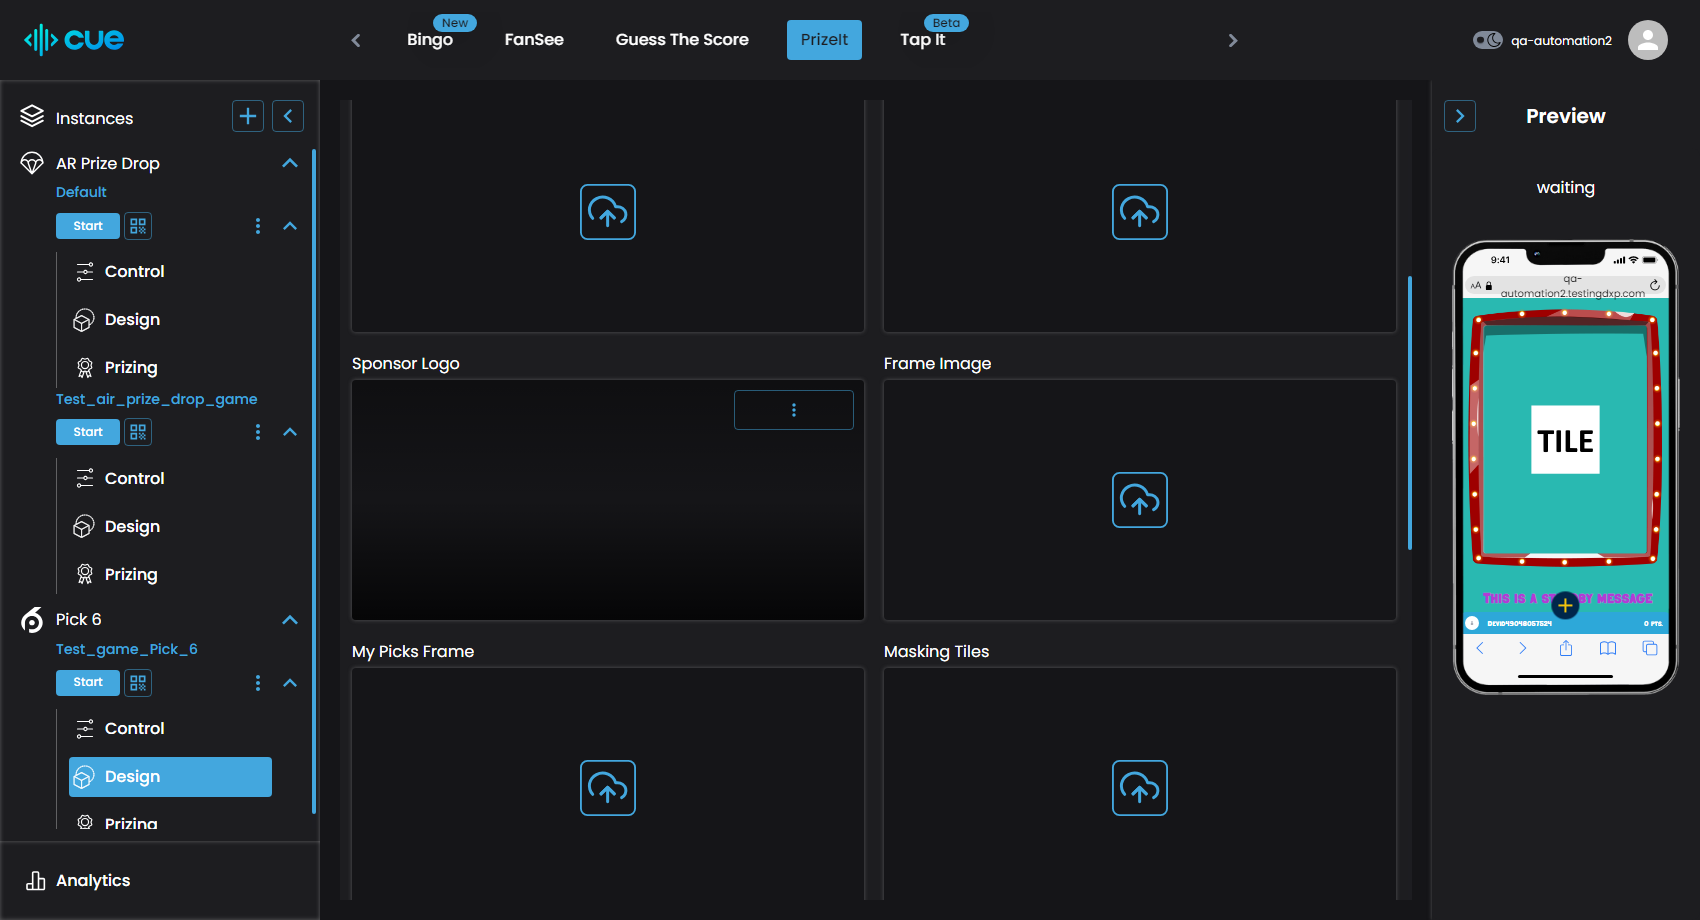 cue
New
Bingo
FanSee
Guess The Score
PrizeIt
Beta
Tap It
qa-automation2
Instances
AR Prize Drop
Default
Start
Control
Design
Prizing
Test_air_prize_drop_game
Start
Control
Design
Prizing
Pick 6
Test_game_Pick_6
Start
Control
Design
Prizing
Analytics
Sponsor Logo
Frame Image
My Picks Frame
Masking Tiles
Preview
waiting
9:41
AA
qa-
automation2.testingdxp.com
TILE
THIS IS A ST BY MESSAGE
0 PTS.